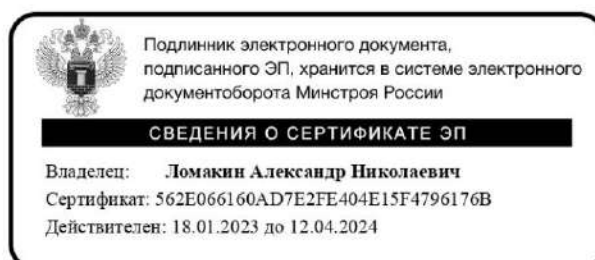 Подлинник электронного документа,
подписанного ЭП, хранится в системе электронного
документооборота Минстроя России
СВЕДЕНИЯ О СЕРТИФИКАТЕ ЭП
Владелец: Ломакин Александр Николаевич
Сертификат: 562E066160AD7E2FE404E15F4796176B
Действителен: 18.01.2023 до 12.04.2024